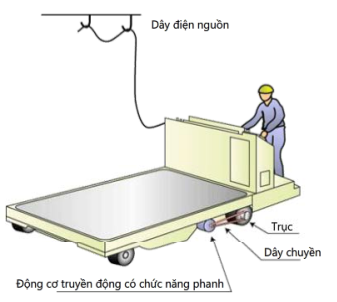 Dây điện nguồn
Trục
Dây chuyền
Động cơ truyền động có chức năng phanh